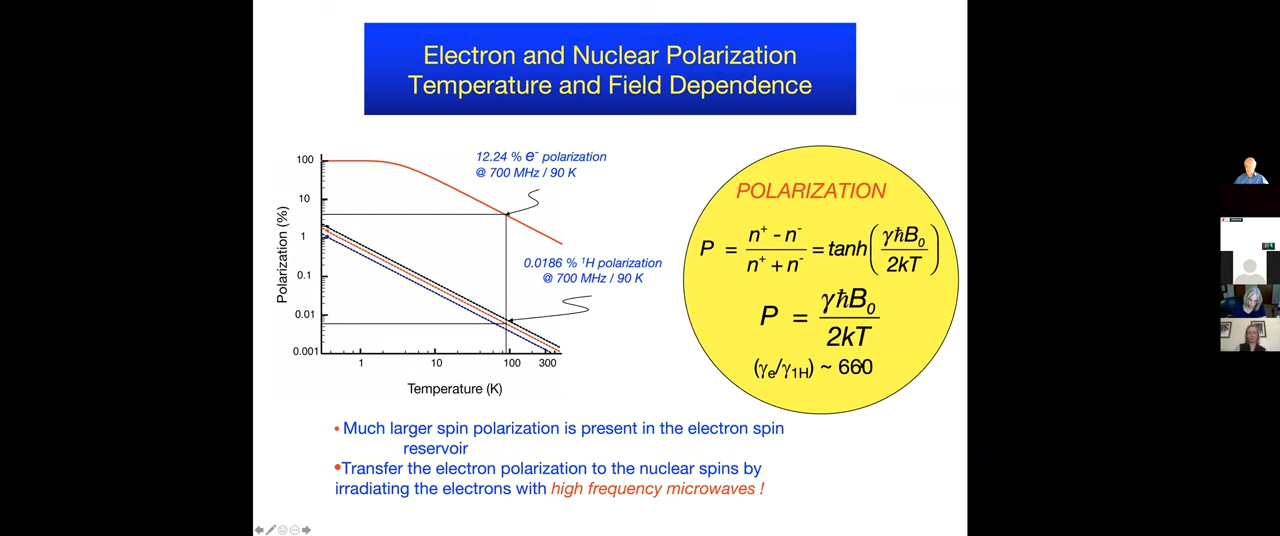 Electron and Nuclear Polarization
Temperature and Field Dependence
12.24 % e⁻ polarization
@ 700 MHz / 90 K
0.0186 % ¹H polarization
@ 700 MHz / 90 K
Polarization (%)
100
10
1
0.1
0.01
0.001
1
10
100
300
Temperature (K)
POLARIZATION
P = n⁺ - n⁻ / n⁺ + n⁻ = tanh(γħB₀ / 2kT)
P = γħB₀ / 2kT
(γe/γ1H) ~ 660
• Much larger spin polarization is present in the electron spin
reservoir
•Transfer the electron polarization to the nuclear spins by
irradiating the electrons with high frequency microwaves !